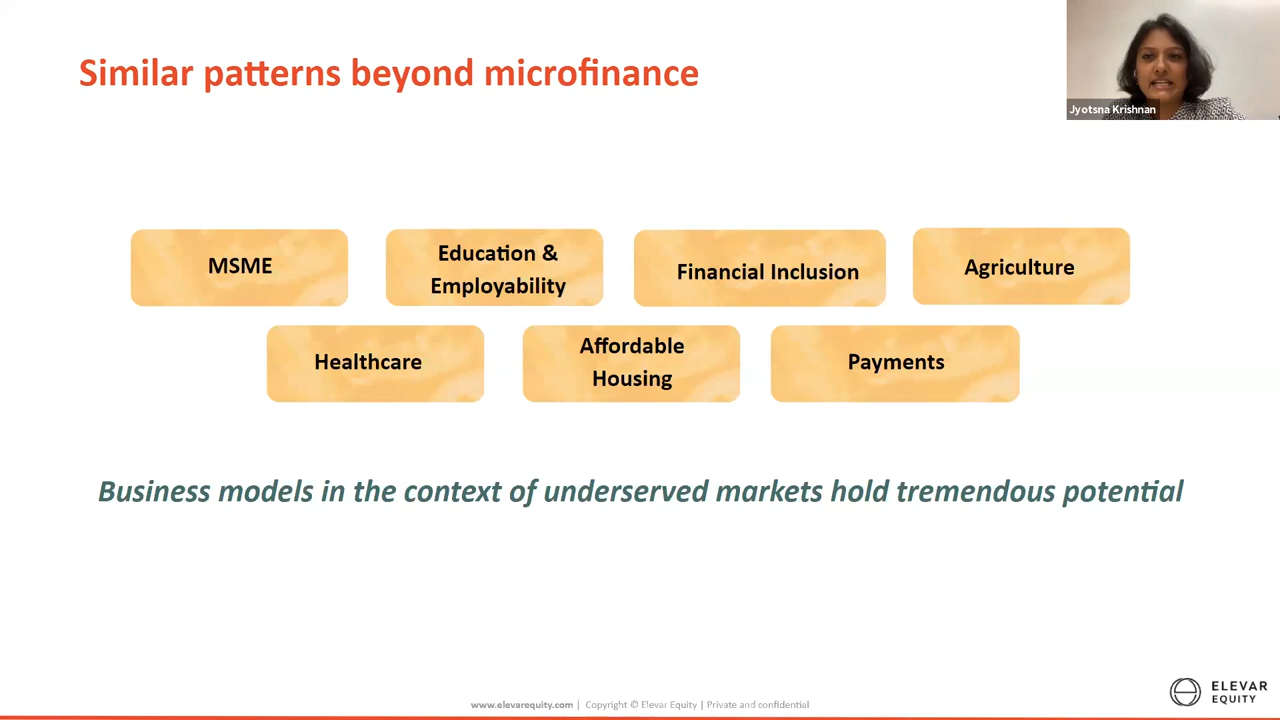 Similar patterns beyond microfinance
Jyotsna Krishnan
MSME
Education &
Employability
Financial Inclusion
Agriculture
Healthcare
Affordable
Housing
Payments
Business models in the context of underserved markets hold tremendous potential
ELEVAR
EQUITY
www.elevarequity.com | Copyright © Elevar Equity | Private and confidential